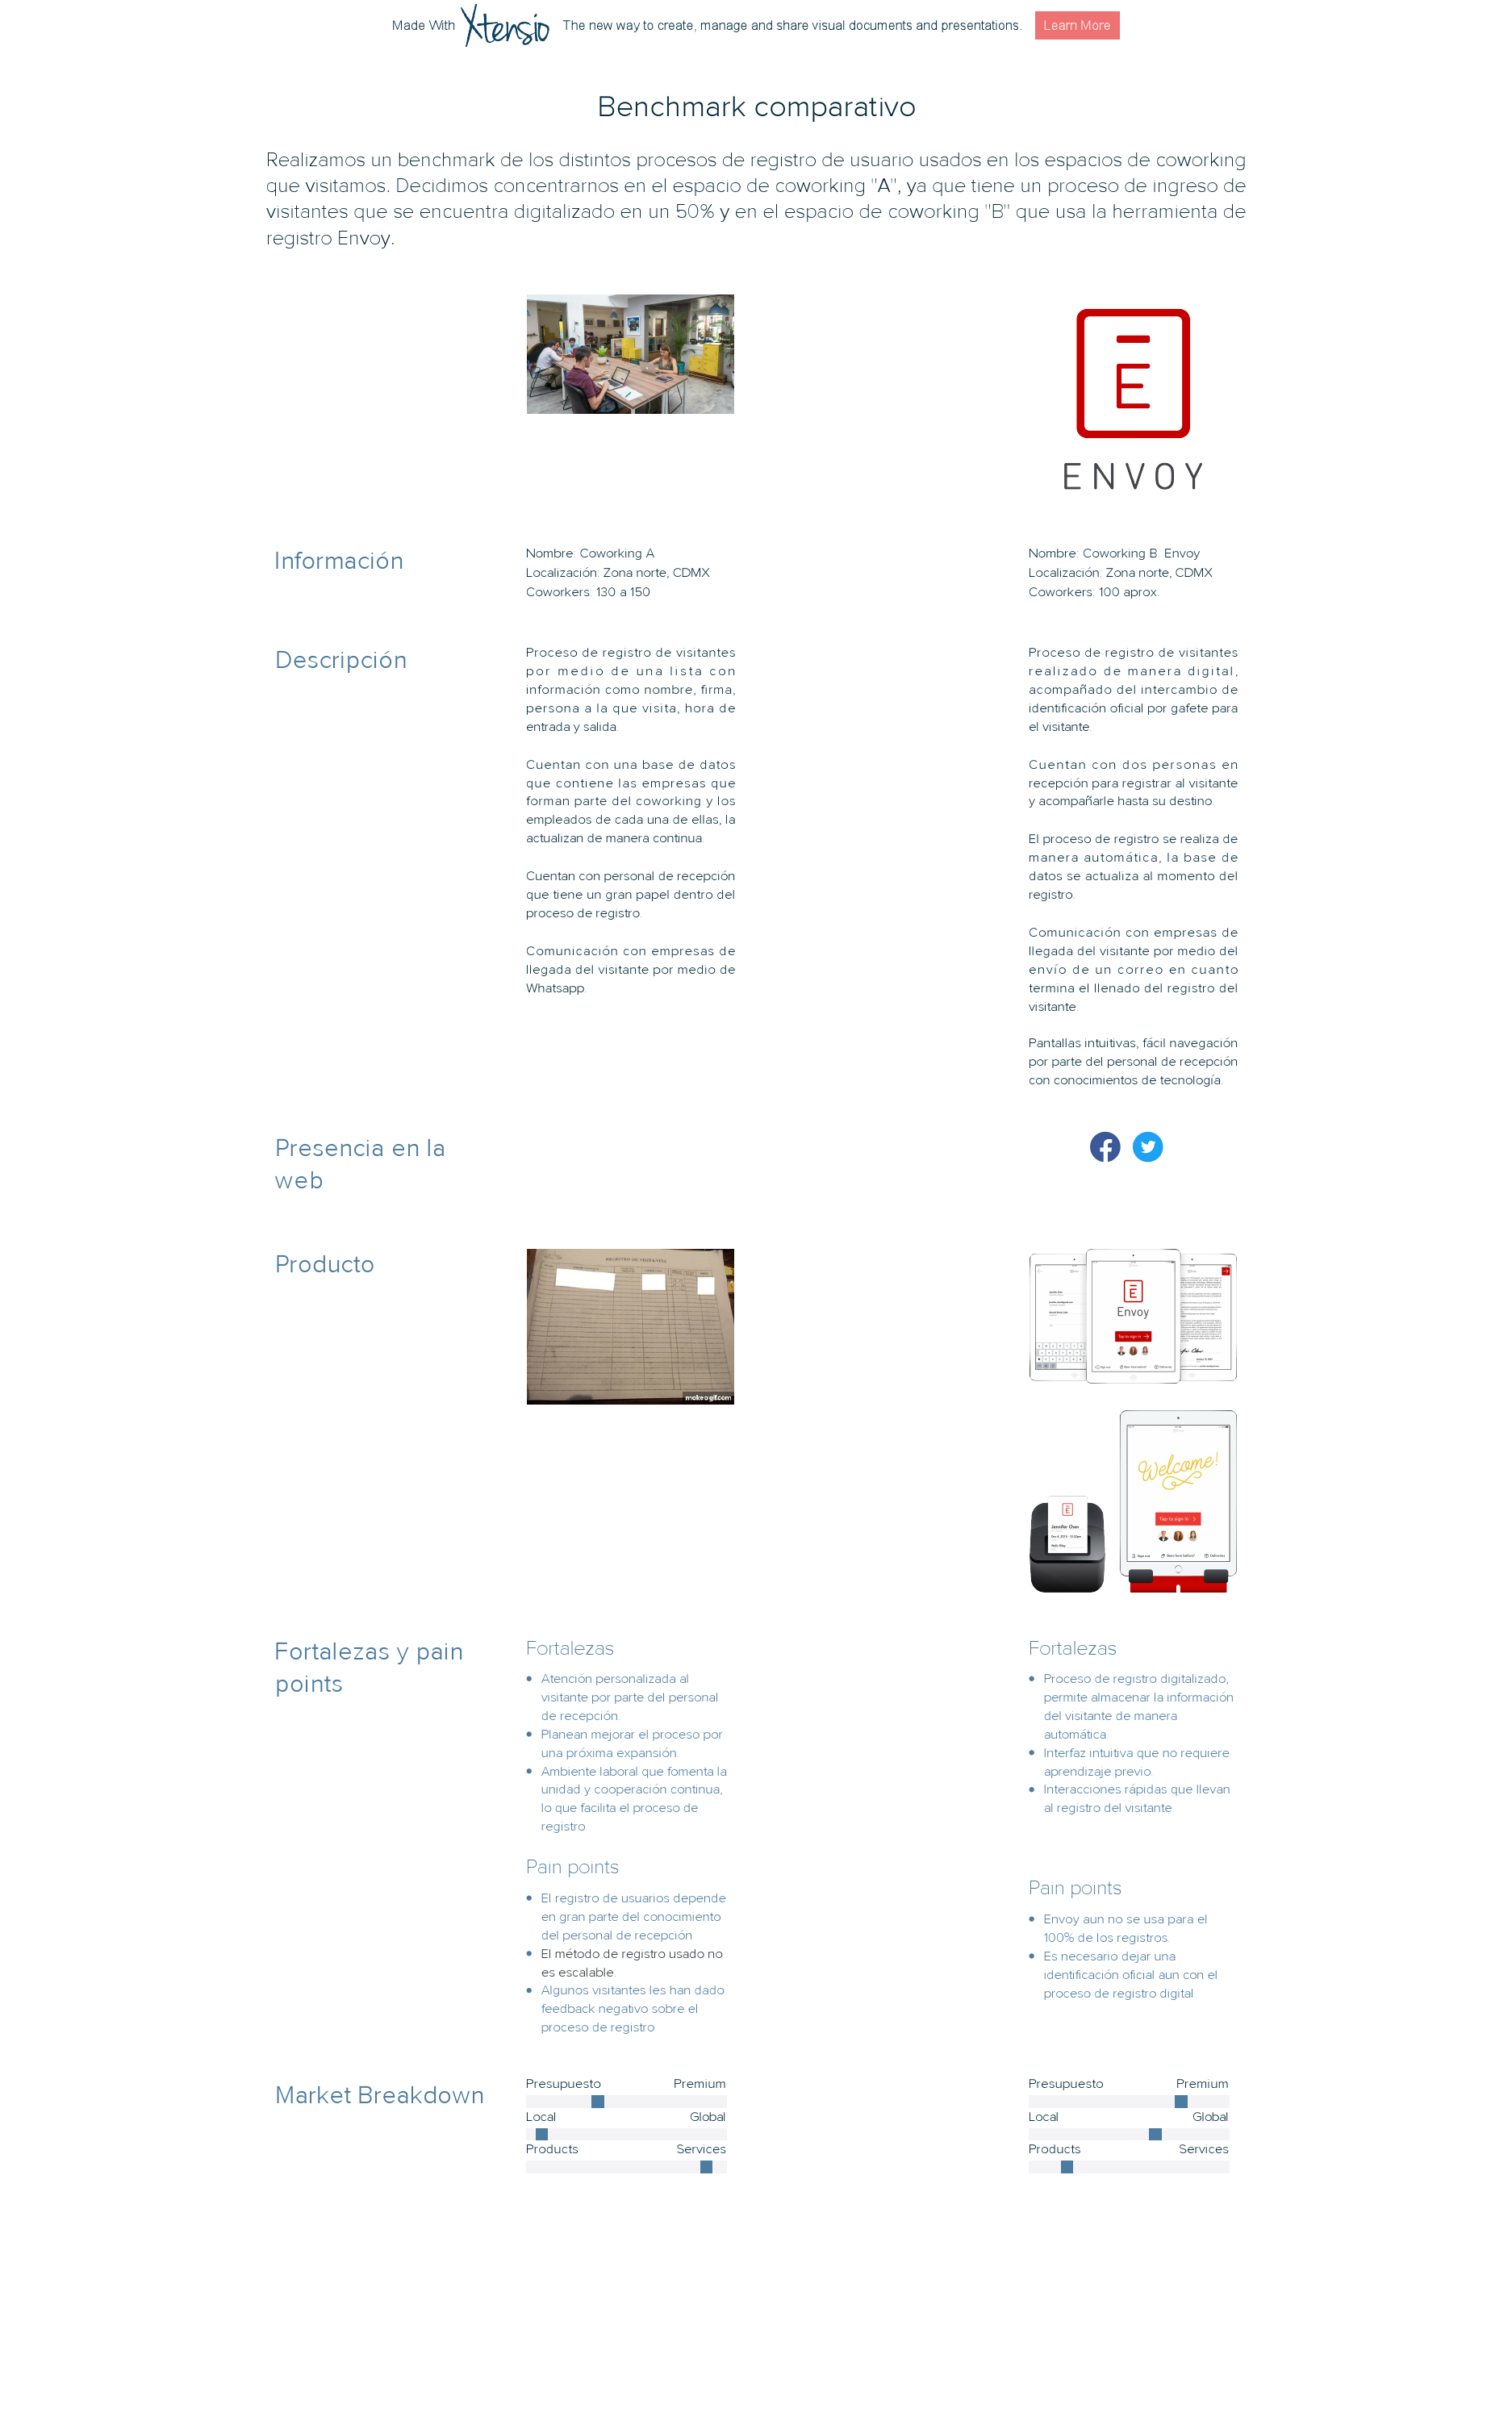 Made With Xtensio The new way to create, manage and share visual documents and presentations. Learn More
Benchmark comparativo
Realizamos un benchmark de los distintos procesos de registro de usuario usados en los espacios de coworking
que visitamos. Decidimos concentrarnos en el espacio de coworking "A", ya que tiene un proceso de ingreso de
visitantes que se encuentra digitalizado en un 50% y en el espacio de coworking "B" que usa la herramienta de
registro Envoy.
ENVOY
Información
Nombre: Coworking A
Localización: Zona norte, CDMX
Coworkers: 130 a 150
Nombre: Coworking B. Envoy
Localización: Zona norte, CDMX
Coworkers: 100 aprox.
Descripción
Proceso de registro de visitantes
por medio de una lista con
información como nombre, firma,
persona a la que visita, hora de
entrada y salida.
Cuentan con una base de datos
que contiene las empresas que
forman parte del coworking y los
empleados de cada una de ellas, la
actualizan de manera continua.
Cuentan con personal de recepción
que tiene un gran papel dentro del
proceso de registro.
Comunicación con empresas de
llegada del visitante por medio de
Whatsapp.
Proceso de registro de visitantes
realizado de manera digital,
acompañado del intercambio de
identificación oficial por gafete para
el visitante.
Cuentan con dos personas en
recepción para registrar al visitante
y acompañarle hasta su destino.
El proceso de registro se realiza de
manera automática, la base de
datos se actualiza al momento del
registro.
Comunicación con empresas de
llegada del visitante por medio del
envío de un correo en cuanto
termina el llenado del registro del
visitante.
Pantallas intuitivas, fácil navegación
por parte del personal de recepción
con conocimientos de tecnología.
Presencia en la
web
Producto
REGISTRO DE VISITANTES
makeagif.com
Envoy
Tap to sign in
Welcome!
Tap to sign in
Jennifer Chen
Sign out
Been here before?
Deliveries
Fortalezas y pain
points
Fortalezas
• Atención personalizada al
visitante por parte del personal
de recepción.
• Planean mejorar el proceso por
una próxima expansión.
• Ambiente laboral que fomenta la
unidad y cooperación continua,
lo que facilita el proceso de
registro
Pain points
• El registro de usuarios depende
en gran parte del conocimiento
del personal de recepción
• El método de registro usado no
es escalable.
• Algunos visitantes les han dado
feedback negativo sobre el
proceso de registro
Fortalezas
• Proceso de registro digitalizado,
permite almacenar la información
del visitante de manera
automática.
• Interfaz intuitiva que no requiere
aprendizaje previo.
• Interacciones rápidas que llevan
al registro del visitante.
Pain points
• Envoy aun no se usa para el
100% de los registros.
• Es necesario dejar una
identificación oficial aun con el
proceso de registro digital
Market Breakdown
Presupuesto Premium
Local Global
Products Services
Presupuesto Premium
Local Global
Products Services